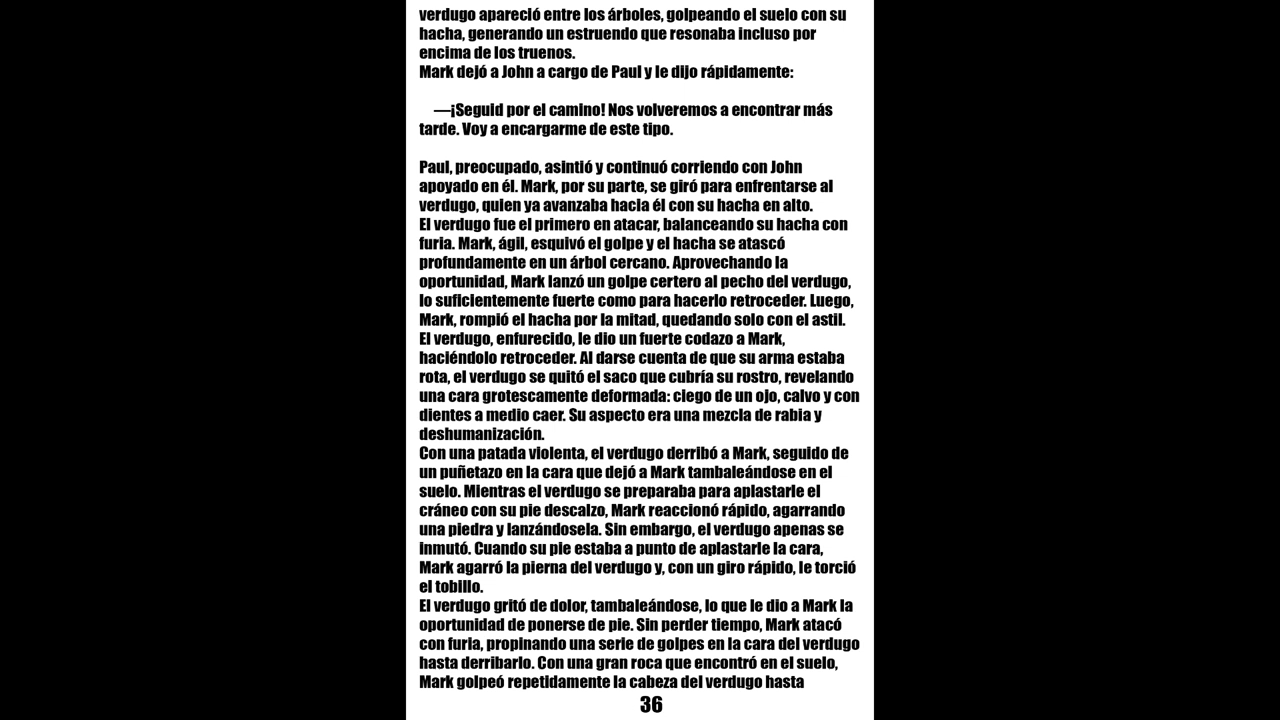 verdugo apareció entre los árboles, golpeando el suelo con su
hacha, generando un estruendo que resonaba incluso por
encima de los truenos.
Mark dejó a John a cargo de Paul y le dijo rápidamente:
—¡Seguid por el camino! Nos volveremos a encontrar más
tarde. Voy a encargarme de este tipo.
Paul, preocupado, asintió y continuó corriendo con John
apoyado en él. Mark, por su parte, se giró para enfrentarse al
verdugo, quien ya avanzaba hacia él con su hacha en alto.
El verdugo fue el primero en atacar, balanceando su hacha con
furia. Mark, ágil, esquivó el golpe y el hacha se atascó
profundamente en un árbol cercano. Aprovechando la
oportunidad, Mark lanzó un golpe certero al pecho del verdugo,
lo suficientemente fuerte como para hacerlo retroceder. Luego,
Mark, rompió el hacha por la mitad, quedando solo con el astil.
El verdugo, enfurecido, le dio un fuerte codazo a Mark,
haciéndolo retroceder. Al darse cuenta de que su arma estaba
rota, el verdugo se quitó el saco que cubría su rostro, revelando
una cara grotescamente deformada: ciego de un ojo, calvo y con
dientes a medio caer. Su aspecto era una mezcla de rabia y
deshumanización.
Con una patada violenta, el verdugo derribó a Mark, seguido de
un puñetazo en la cara que dejó a Mark tambaleándose en el
suelo. Mientras el verdugo se preparaba para aplastarle el
cráneo con su pie descalzo, Mark reaccionó rápido, agarrando
una piedra y lanzándosela. Sin embargo, el verdugo apenas se
inmutó. Cuando su pie estaba a punto de aplastarle la cara,
Mark agarró la pierna del verdugo y, con un giro rápido, le torció
el tobillo.
El verdugo gritó de dolor, tambaleándose, lo que le dio a Mark la
oportunidad de ponerse de pie. Sin perder tiempo, Mark atacó
con furia, propinando una serie de golpes en la cara del verdugo
hasta derribarlo. Con una gran roca que encontró en el suelo,
Mark golpeó repetidamente la cabeza del verdugo hasta
36